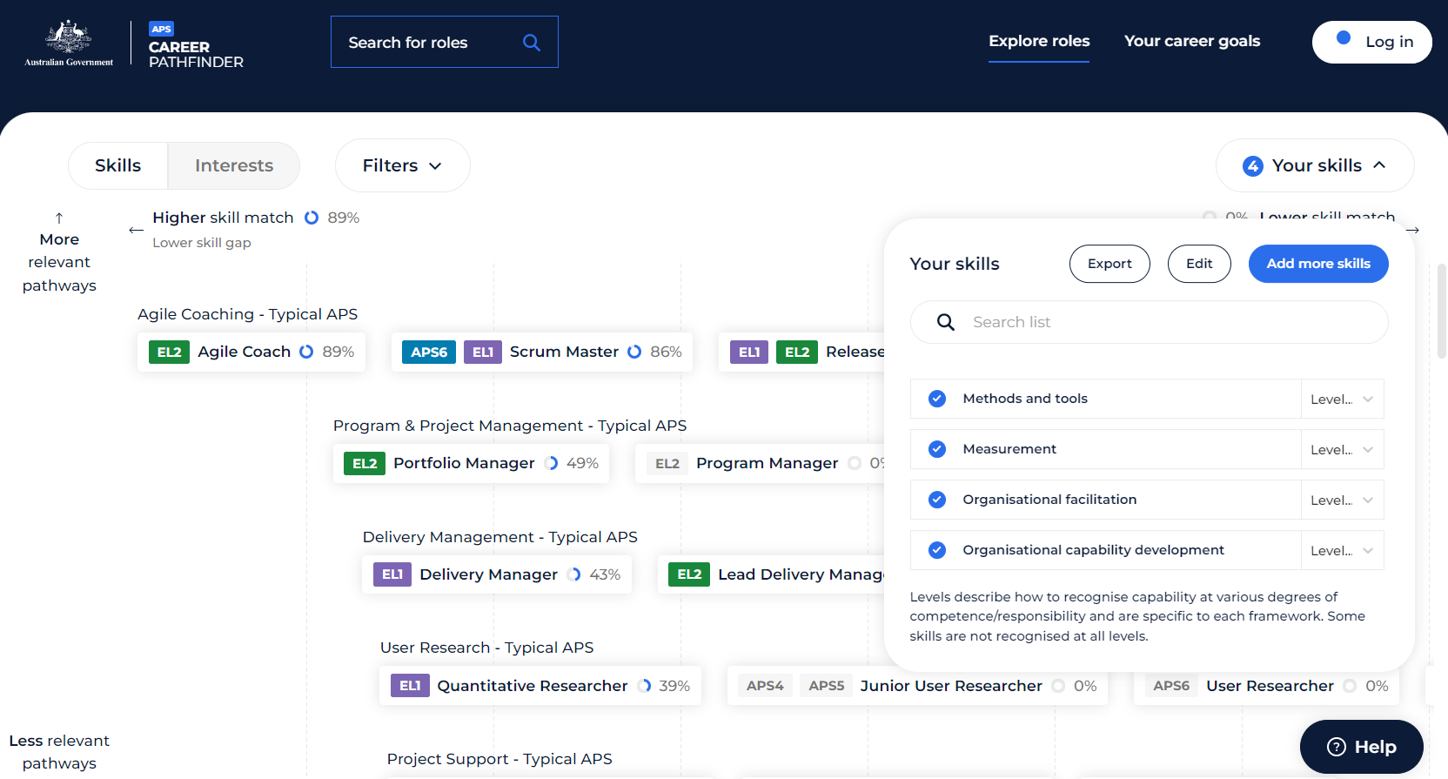 Australian Government
APS
CAREER
PATHFINDER
Search for roles
Explore roles
Your career goals
Log in
Skills
Interests
Filters
4 Your skills
↑
More
relevant
pathways
← Higher skill match 89%
Lower skill gap
0% Lower skill match →
Your skills
Export
Edit
Add more skills
Search list
Methods and tools Level...
Measurement Level...
Organisational facilitation Level...
Organisational capability development Level...
Levels describe how to recognise capability at various degrees of
competence/responsibility and are specific to each framework. Some
skills are not recognised at all levels.
Agile Coaching - Typical APS
EL2 Agile Coach 89%
APS6 EL1 Scrum Master 86%
EL1 EL2 Release
Program & Project Management - Typical APS
EL2 Portfolio Manager 49%
EL2 Program Manager 0%
Delivery Management - Typical APS
EL1 Delivery Manager 43%
EL2 Lead Delivery Manag
User Research - Typical APS
EL1 Quantitative Researcher 39%
APS4 APS5 Junior User Researcher 0%
APS6 User Researcher 0%
Less relevant
pathways
Project Support - Typical APS
Help